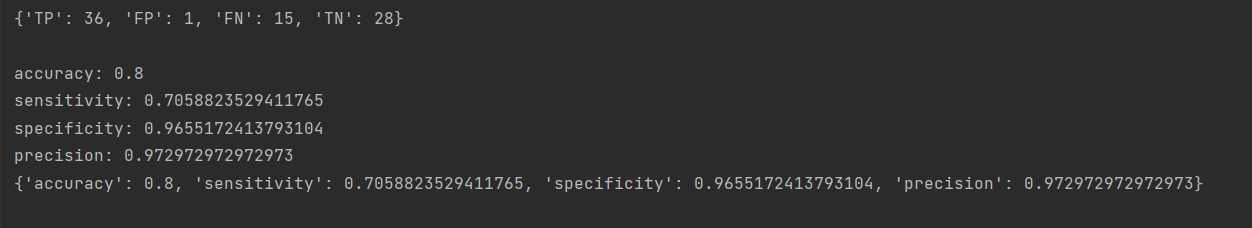 {'TP': 36, 'FP': 1, 'FN': 15, 'TN': 28}
accuracy: 0.8
sensitivity: 0.7058823529411765
specificity: 0.9655172413793104
precision: 0.972972972972973
{'accuracy': 0.8, 'sensitivity': 0.7058823529411765, 'specificity': 0.9655172413793104, 'precision': 0.972972972972973}